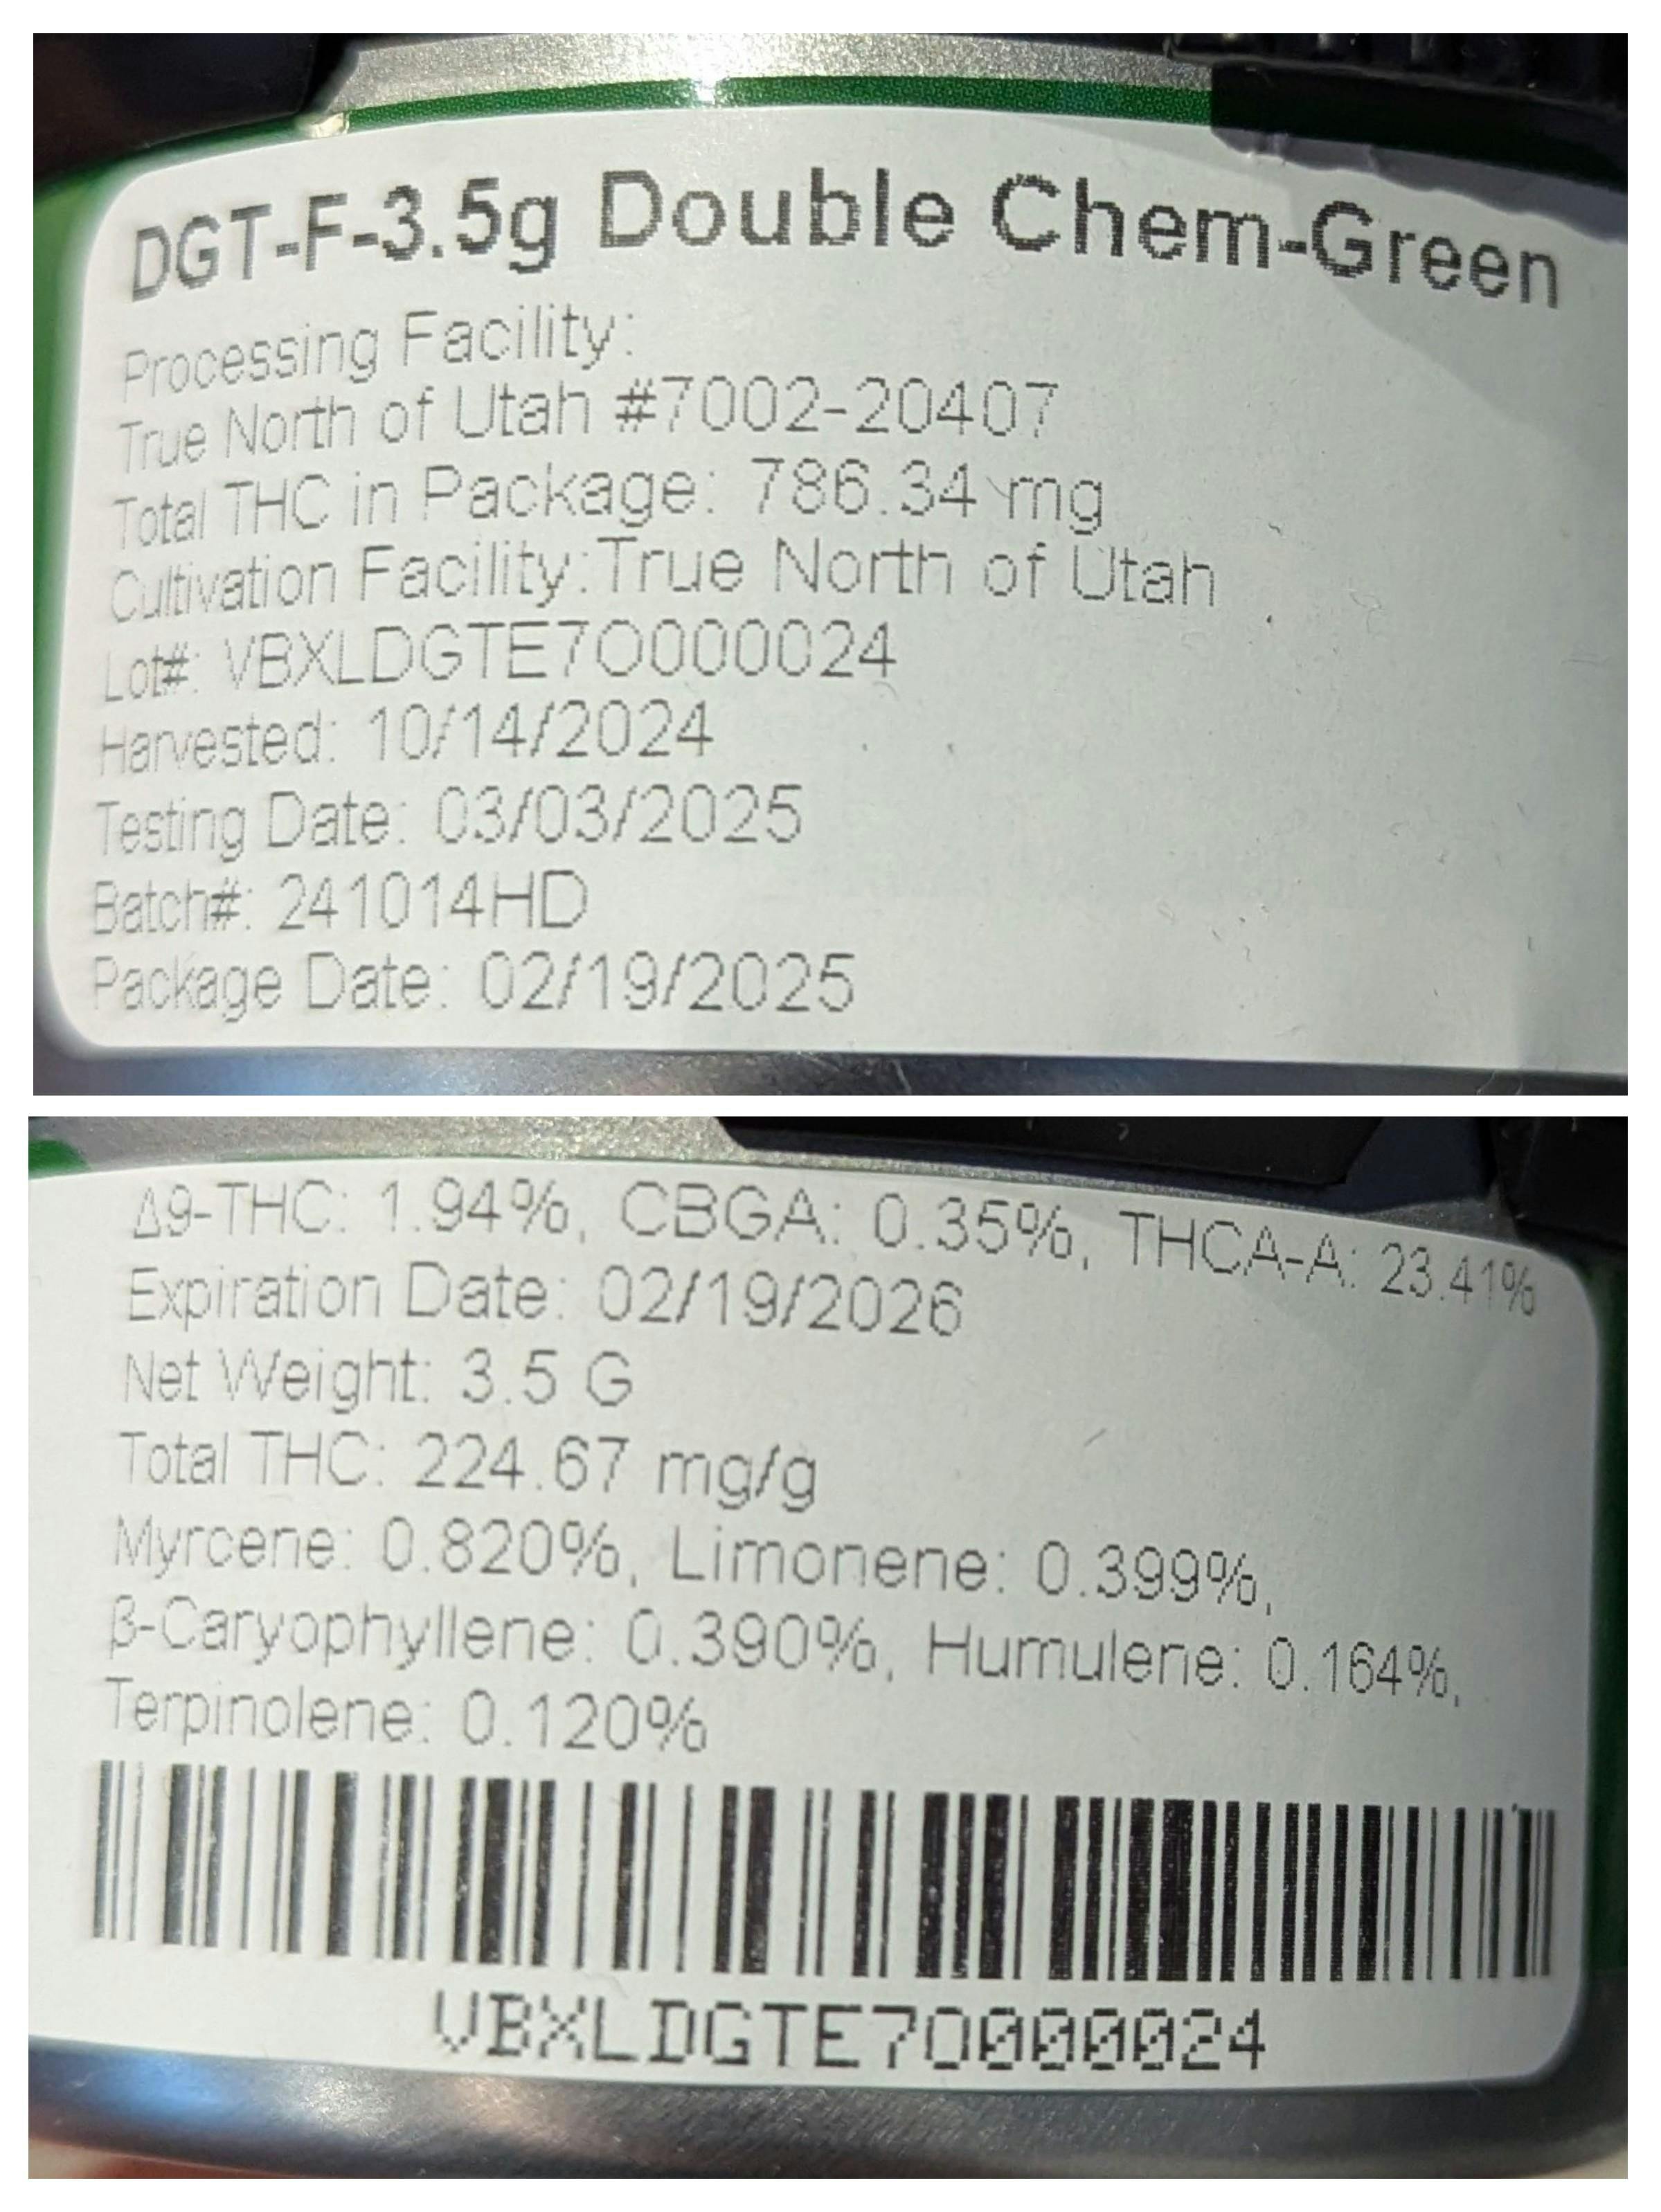 DGT-F-3.5g Double Chem-Green
Processing Facility:
True North of Utah #7002-20407
Total THC in Package: 786.34 mg
Cultivation Facility:True North of Utah
Lot#: VBXLDGTE7O000024
Harvested: 10/14/2024
Testing Date: 03/03/2025
Batch#: 241014HD
Package Date: 02/19/2025
Δ9-THC: 1.94%, CBGA: 0.35%, THCA-A: 23.41%
Expiration Date: 02/19/2026
Net Weight: 3.5 G
Total THC: 224.67 mg/g
Myrcene: 0.820%, Limonene: 0.399%,
β-Caryophyllene: 0.390%, Humulene: 0.164%,
Terpinolene: 0.120%
VBXLDGTE7O000024